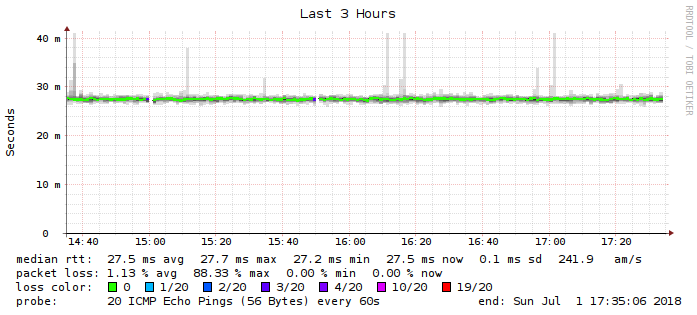 Last 3 Hours
RRDTOOL / TOBI OETIKER
Seconds
40 m
30 m
20 m
10 m
0
14:40 15:00 15:20 15:40 16:00 16:20 16:40 17:00 17:20
median rtt: 27.5 ms avg 27.7 ms max 27.2 ms min 27.5 ms now 0.1 ms sd 241.9 am/s
packet loss: 1.13 % avg 88.33 % max 0.00 % min 0.00 % now
loss color: 0 1/20 2/20 3/20 4/20 10/20 19/20
probe: 20 ICMP Echo Pings (56 Bytes) every 60s end: Sun Jul 1 17:35:06 2018